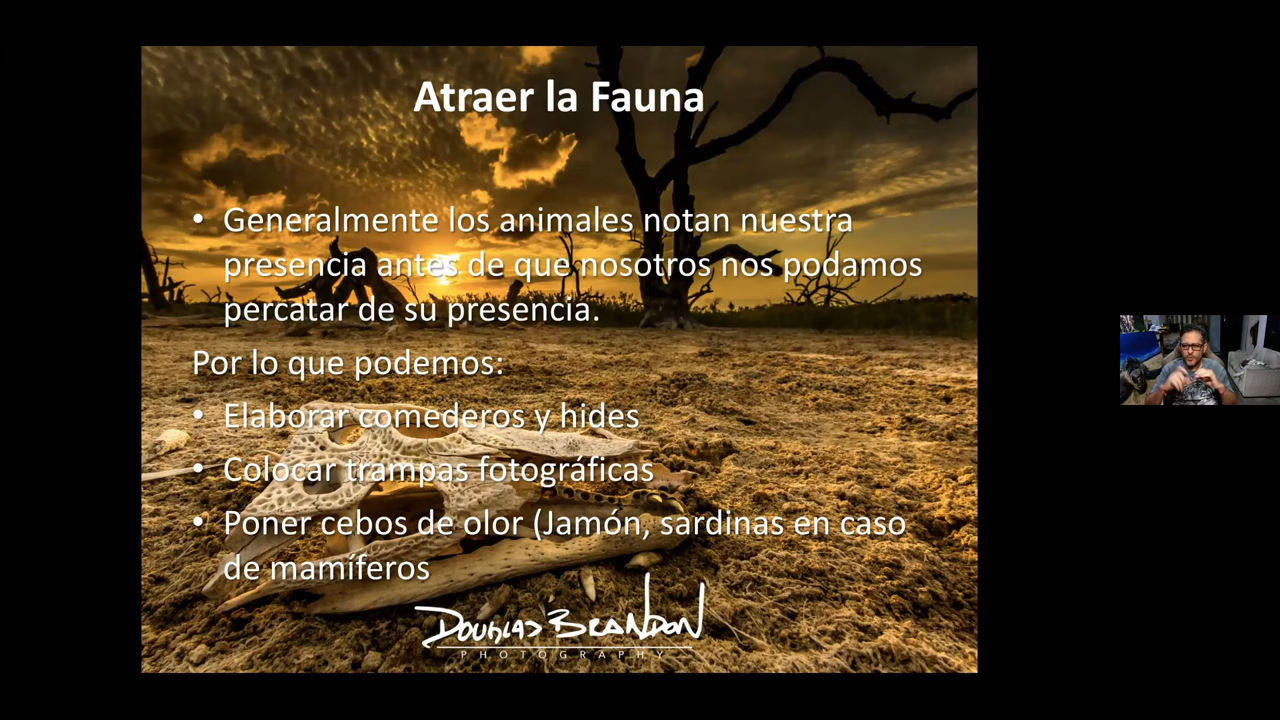 Atraer la Fauna
• Generalmente los animales notan nuestra
presencia antes de que nosotros nos podamos
percatar de su presencia.
Por lo que podemos:
• Elaborar comederos y hides
• Colocar trampas fotográficas
• Poner cebos de olor (Jamón, sardinas en caso
de mamíferos
DOUGLAS BRANDON
PHOTOGRAPHY